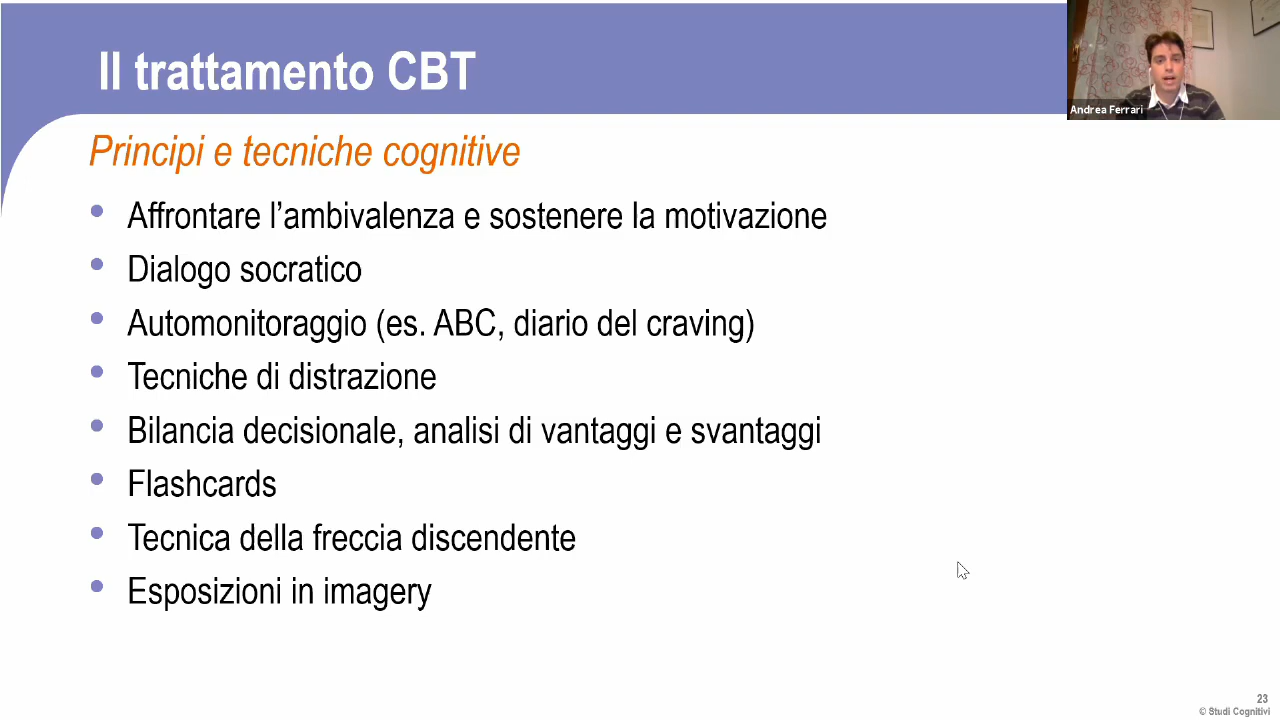 Il trattamento CBT
Andrea Ferrari
Principi e tecniche cognitive
• Affrontare l’ambivalenza e sostenere la motivazione
• Dialogo socratico
• Automonitoraggio (es. ABC, diario del craving)
• Tecniche di distrazione
• Bilancia decisionale, analisi di vantaggi e svantaggi
• Flashcards
• Tecnica della freccia discendente
• Esposizioni in imagery
23
© Studi Cognitivi